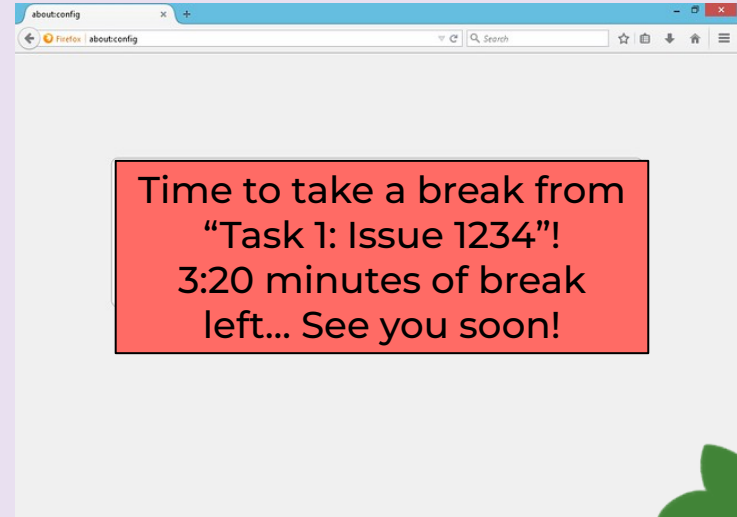 about:config
Firefox about:config Search
Time to take a break from
“Task 1: Issue 1234”!
3:20 minutes of break
left... See you soon!